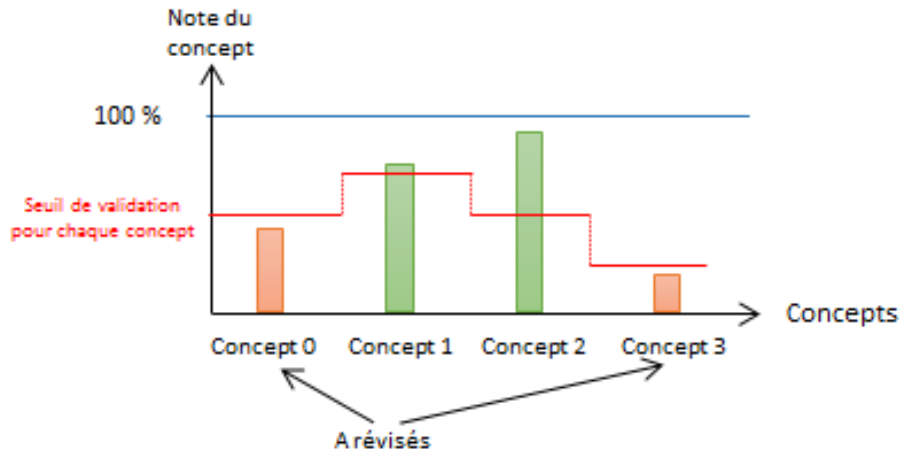 Note du
concept
100 %
Seuil de validation
pour chaque concept
Concepts
Concept 0
Concept 1
Concept 2
Concept 3
A révisés